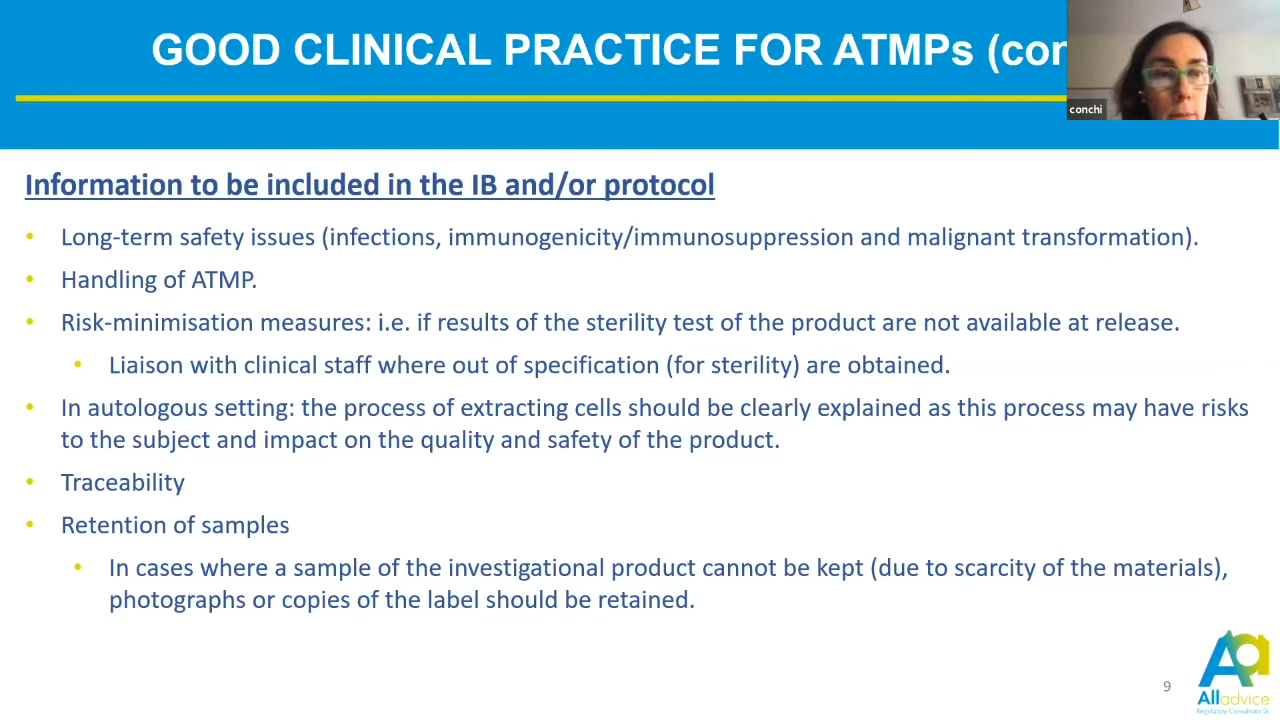 GOOD CLINICAL PRACTICE FOR ATMPs (con
conchi
Information to be included in the IB and/or protocol
• Long-term safety issues (infections, immunogenicity/immunosuppression and malignant transformation).
• Handling of ATMP.
• Risk-minimisation measures: i.e. if results of the sterility test of the product are not available at release.
• Liaison with clinical staff where out of specification (for sterility) are obtained.
• In autologous setting: the process of extracting cells should be clearly explained as this process may have risks
to the subject and impact on the quality and safety of the product.
• Traceability
• Retention of samples
• In cases where a sample of the investigational product cannot be kept (due to scarcity of the materials),
photographs or copies of the label should be retained.
9
Alladvice
Regulatory Consultants SL